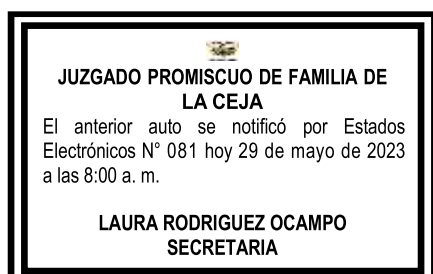 JUZGADO PROMISCUO DE FAMILIA DE
LA CEJA
El anterior auto se notificó por Estados
Electrónicos N° 081 hoy 29 de mayo de 2023
a las 8:00 a. m.
LAURA RODRIGUEZ OCAMPO
SECRETARIA